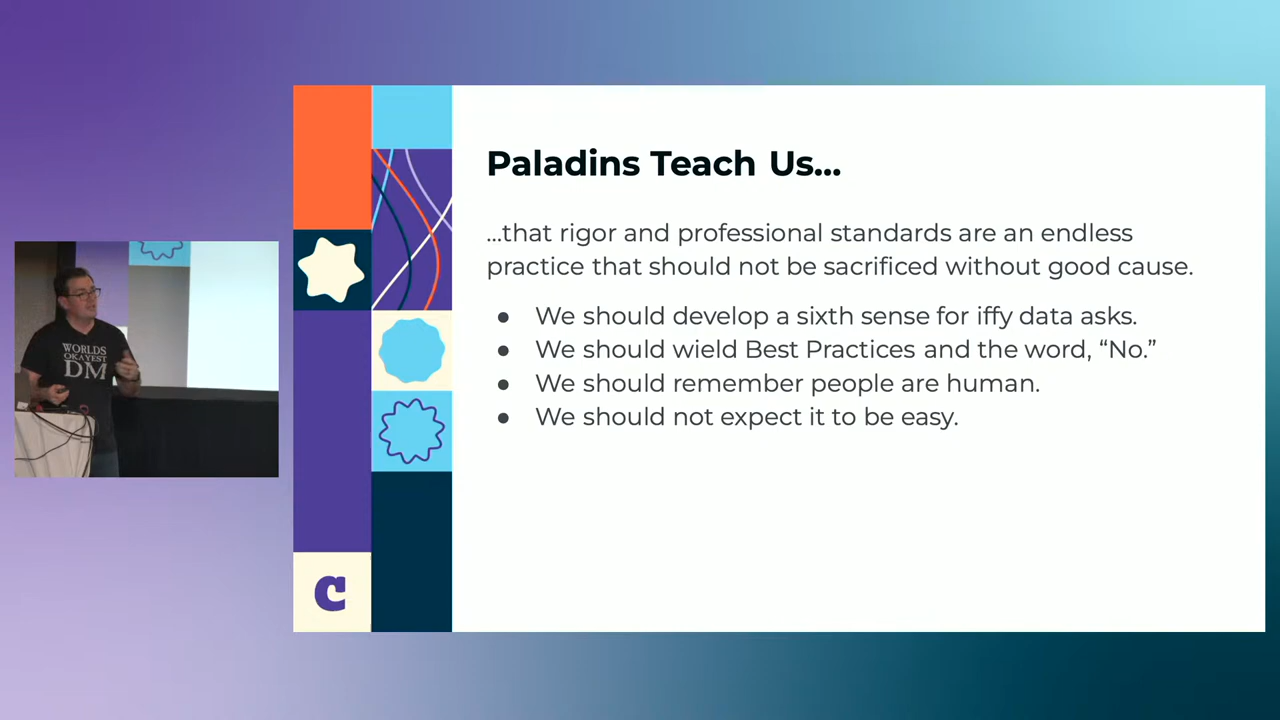 Paladins Teach Us...
...that rigor and professional standards are an endless
practice that should not be sacrificed without good cause.
● We should develop a sixth sense for iffy data asks.
● We should wield Best Practices and the word, “No.”
● We should remember people are human.
● We should not expect it to be easy.
WORLDS
OKAYEST
DM
C